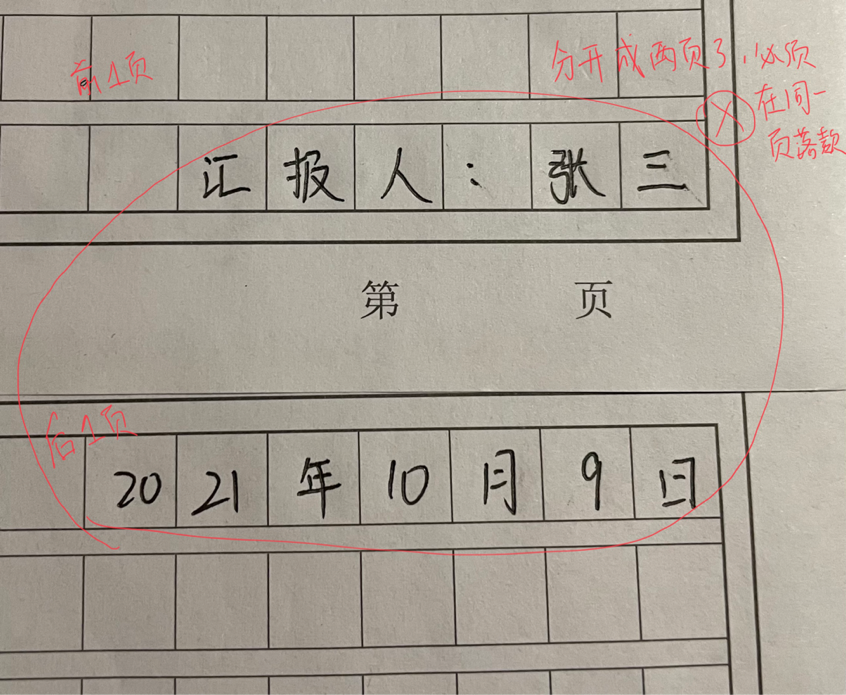 前1页
分开成两页了，必须
在同一
页落款
汇报人：张三
第 页
后1页
2021年10月9日